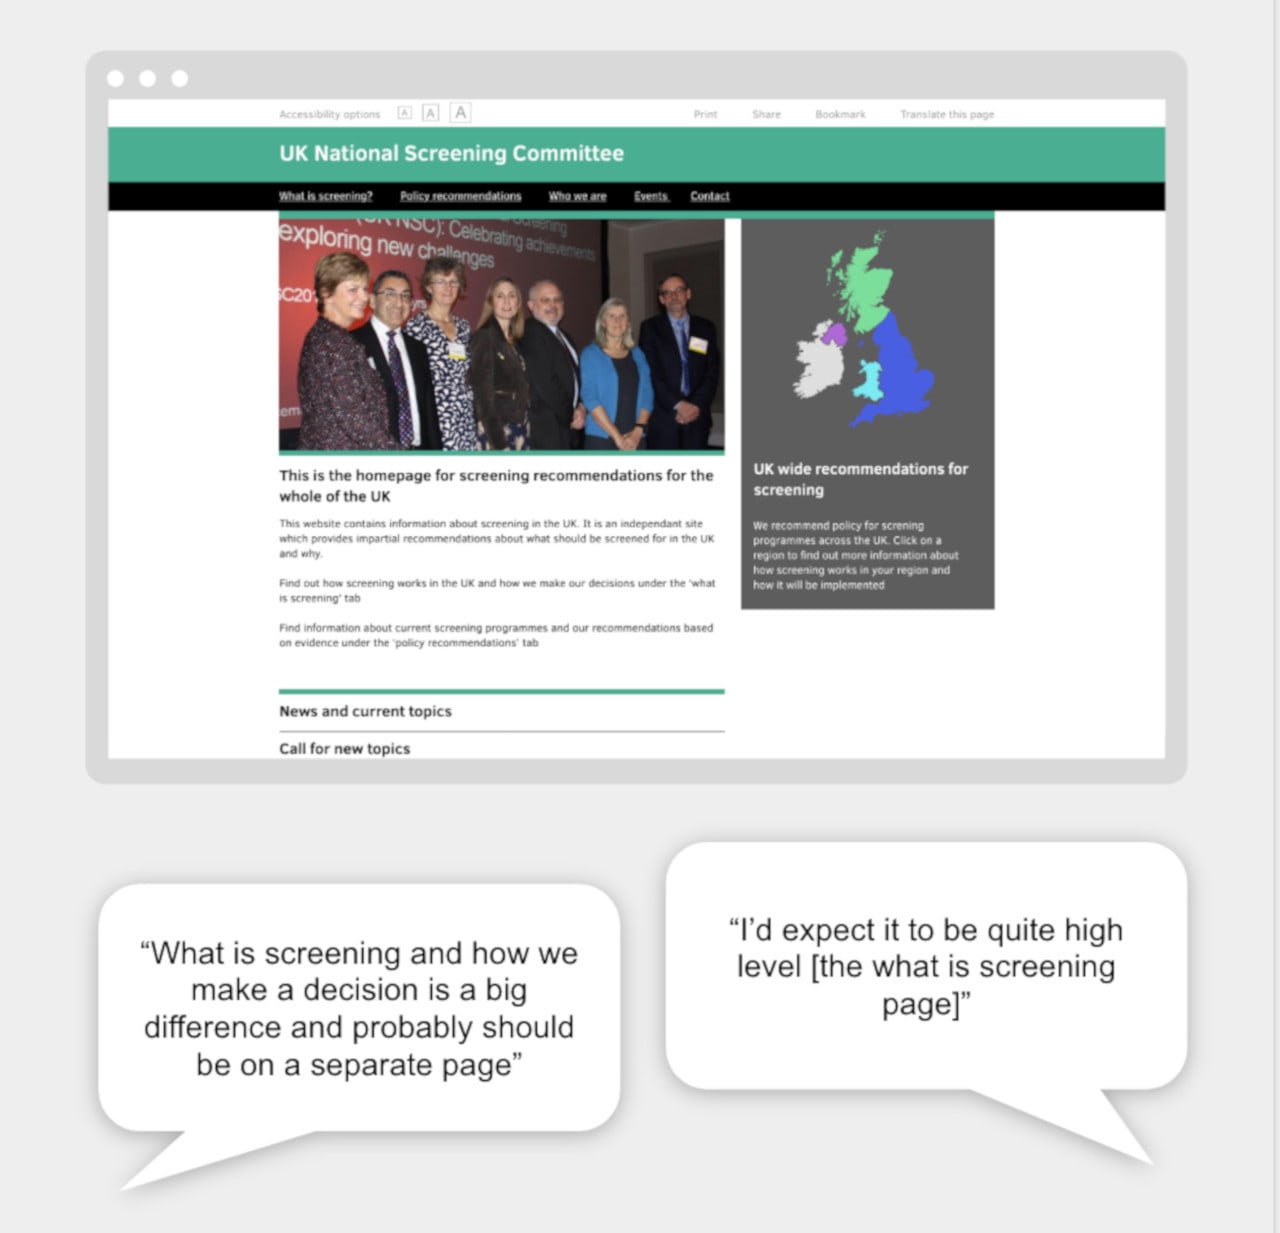 Accessibility options A A A Print Share Bookmark Translate this page
UK National Screening Committee
What is screening? Policy recommendations Who we are Events Contact
(UK NSC): Celebrating achievements
exploring new challenges
This is the homepage for screening recommendations for the
whole of the UK
This website contains information about screening in the UK. It is an independant site
which provides impartial recommendations about what should be screened for in the UK
and why.
Find out how screening works in the UK and how we make our decisions under the 'what
is screening' tab
Find information about current screening programmes and our recommendations based
on evidence under the 'policy recommendations' tab
News and current topics
Call for new topics
UK wide recommendations for
screening
We recommend policy for screning
programmes across the UK. Click on a
region to find out more information about
how screening works in your region and
how it will be implemented
“What is screening and how we
make a decision is a big
difference and probably should
be on a separate page”
“I’d expect it to be quite high
level [the what is screening
page]”